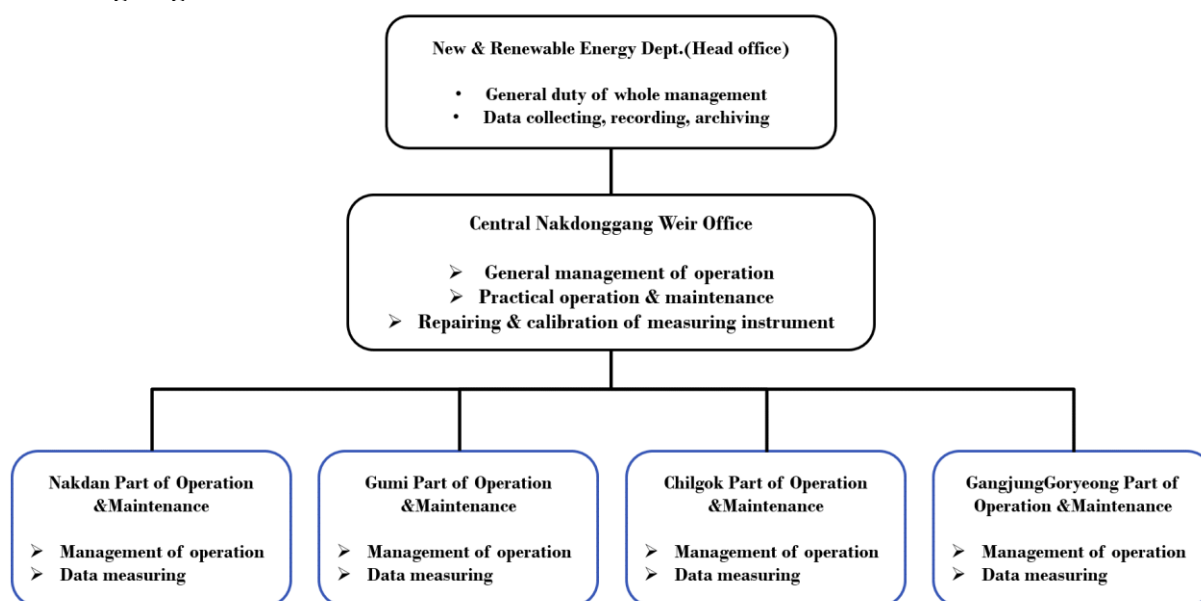 New & Renewable Energy Dept.(Head office)
• General duty of whole management
• Data collecting, recording, archiving
Central Nakdonggang Weir Office
➢ General management of operation
➢ Practical operation & maintenance
➢ Repairing & calibration of measuring instrument
Nakdan Part of Operation
&Maintenance
➢ Management of operation
➢ Data measuring
Gumi Part of Operation
&Maintenance
➢ Management of operation
➢ Data measuring
Chilgok Part of Operation
&Maintenance
➢ Management of operation
➢ Data measuring
GangjungGoryeong Part of
Operation &Maintenance
➢ Management of operation
➢ Data measuring